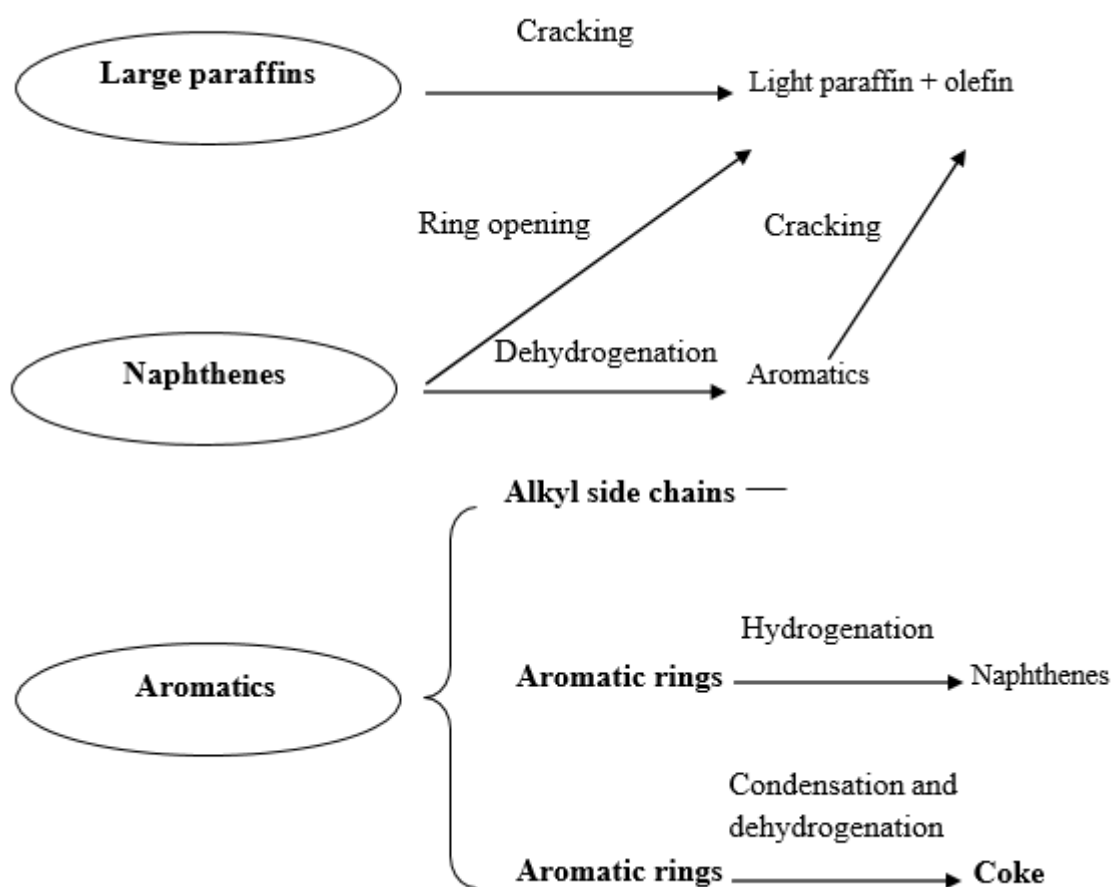 Cracking
Large paraffins
Light paraffin + olefin
Ring opening
Cracking
Dehydrogenation
Naphthenes
Aromatics
Alkyl side chains
Hydrogenation
Aromatics
Aromatic rings
Naphthenes
Condensation and
dehydrogenation
Aromatic rings
Coke